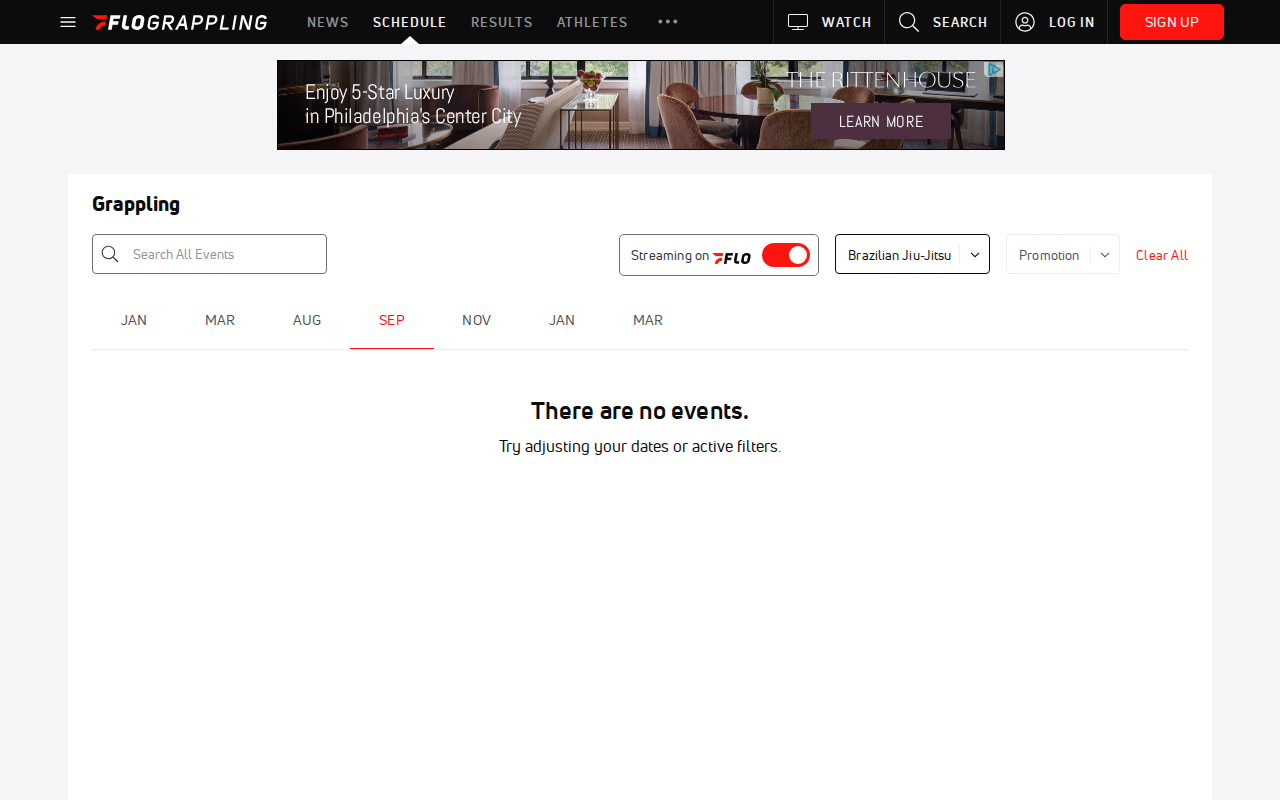 FLOGRAPPLING NEWS SCHEDULE RESULTS ATHLETES WATCH SEARCH LOG IN SIGN UP
Enjoy 5-Star Luxury
in Philadelphia's Center City
THE RITTENHOUSE
LEARN MORE
Grappling
Search All Events Streaming on FLO Brazilian Jiu-Jitsu Promotion Clear All
JAN MAR AUG SEP NOV JAN MAR
There are no events.
Try adjusting your dates or active filters.